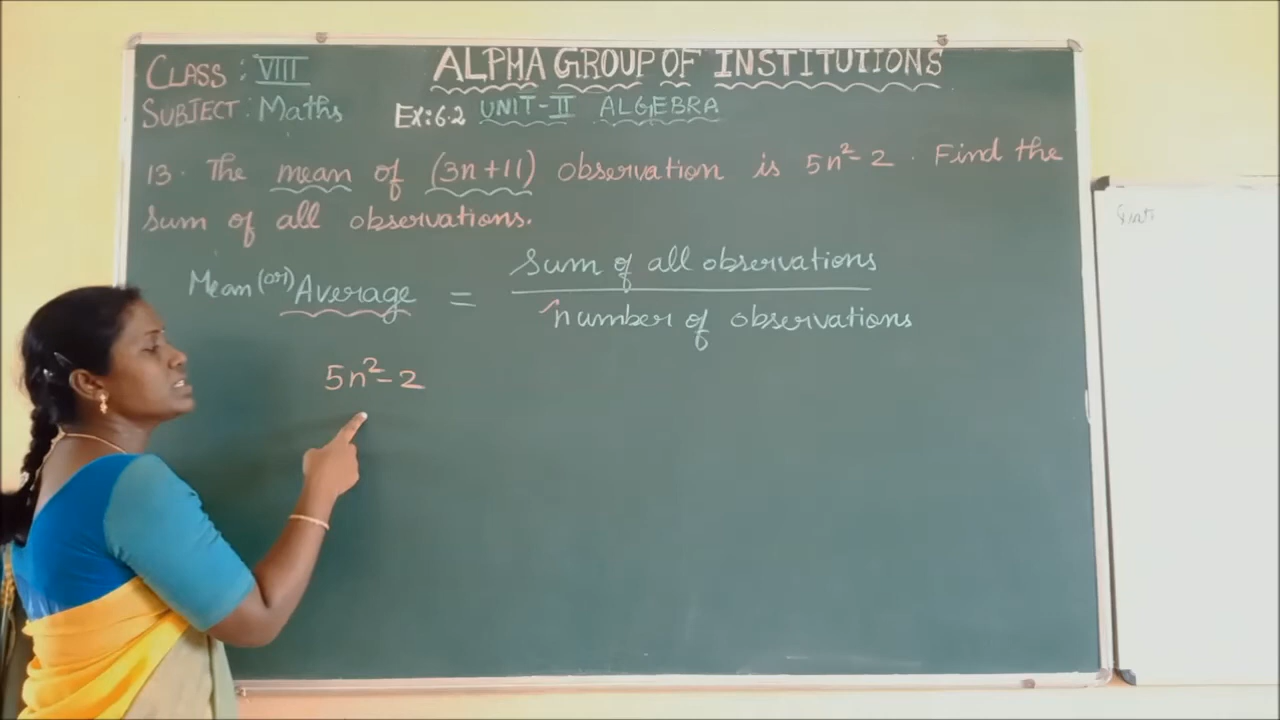 ALPHA GROUP OF INSTITUTIONS
CLASS : VIII
SUBJECT : Maths
Ex:6.2 UNIT-II ALGEBRA
13. The mean of (3n+11) observation is 5n²-2. Find the
Sum of all observations.
Mean (or) Average = Sum of all observations
number of observations
5n²-2